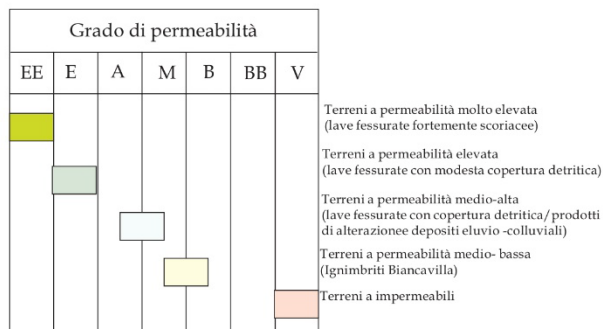 Grado di permeabilità
EE E A M B BB V
Terreni a permeabilità molto elevata
(lave fessurate fortemente scoriacee)
Terreni a permeabilità elevata
(lave fessurate con modesta copertura detritica)
Terreni a permeabilità medio-alta
(lave fessurate con copertura detritica/prodotti
di alterazionee depositi eluvio -colluviali)
Terreni a permeabilità medio- bassa
(Ignimbriti Biancavilla)
Terreni a impermeabili